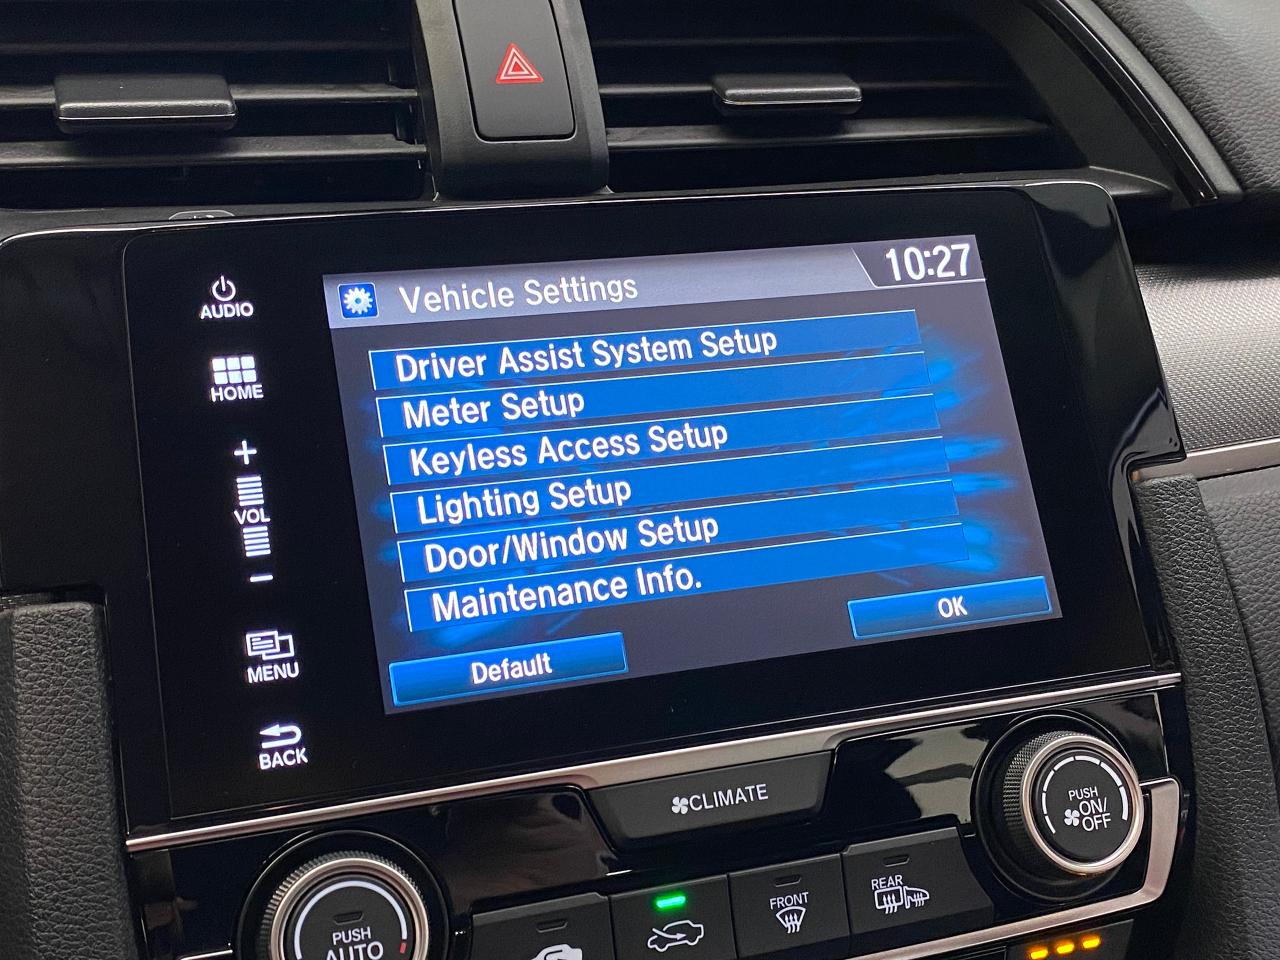 Vehicle Settings
10:27
AUDIO
HOME
+
VOL
−
MENU
BACK
Driver Assist System Setup
Meter Setup
Keyless Access Setup
Lighting Setup
Door/Window Setup
Maintenance Info.
Default
OK
CLIMATE
PUSH
ON/
OFF
PUSH
AUTO
FRONT
REAR